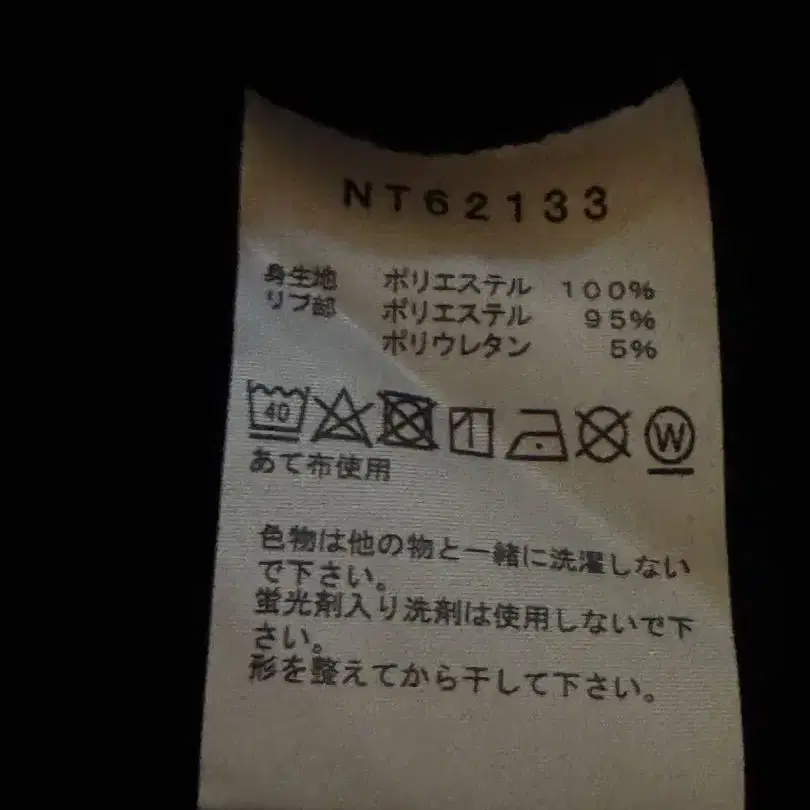 NT62133
身生地 ポリエステル 100%
リブ部 ポリエステル 95%
ポリウレタン 5%
40 W
あて布使用
色物は他の物と一緒に洗濯しない
で下さい。
蛍光剤入り洗剤は使用しないで下
さい。
形を整えてから干して下さい。